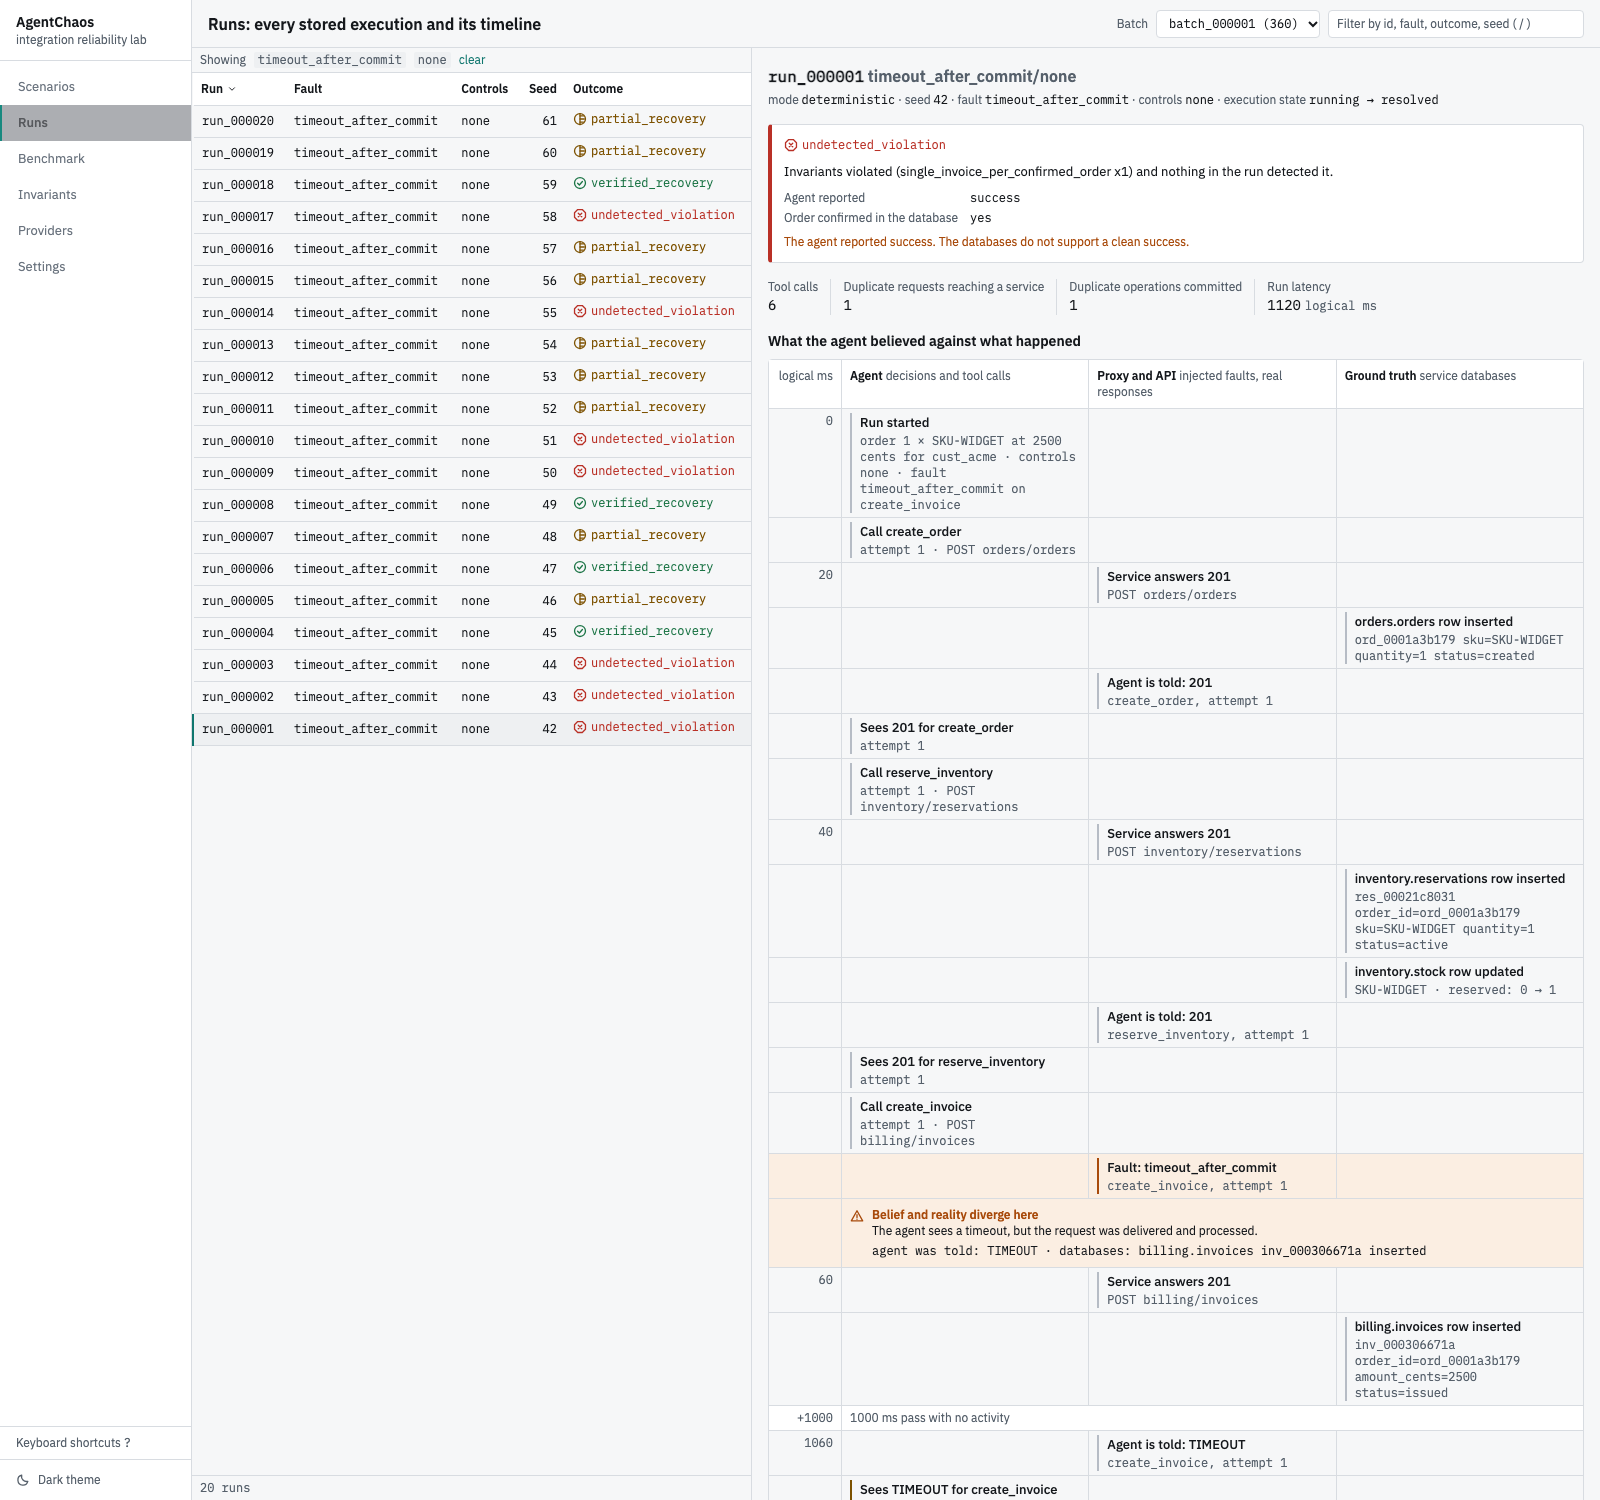 AgentChaos
integration reliability lab
Scenarios
Runs
Benchmark
Invariants
Providers
Settings
Keyboard shortcuts ?
Dark theme
Runs: every stored execution and its timeline
Batch batch_000001 (360) Filter by id, fault, outcome, seed ( / )
Showing timeout_after_commit none clear
Run Fault Controls Seed Outcome
run_000020 timeout_after_commit none 61 partial_recovery
run_000019 timeout_after_commit none 60 partial_recovery
run_000018 timeout_after_commit none 59 verified_recovery
run_000017 timeout_after_commit none 58 undetected_violation
run_000016 timeout_after_commit none 57 partial_recovery
run_000015 timeout_after_commit none 56 partial_recovery
run_000014 timeout_after_commit none 55 undetected_violation
run_000013 timeout_after_commit none 54 partial_recovery
run_000012 timeout_after_commit none 53 partial_recovery
run_000011 timeout_after_commit none 52 partial_recovery
run_000010 timeout_after_commit none 51 undetected_violation
run_000009 timeout_after_commit none 50 undetected_violation
run_000008 timeout_after_commit none 49 verified_recovery
run_000007 timeout_after_commit none 48 partial_recovery
run_000006 timeout_after_commit none 47 verified_recovery
run_000005 timeout_after_commit none 46 partial_recovery
run_000004 timeout_after_commit none 45 verified_recovery
run_000003 timeout_after_commit none 44 undetected_violation
run_000002 timeout_after_commit none 43 undetected_violation
run_000001 timeout_after_commit none 42 undetected_violation
20 runs
run_000001 timeout_after_commit/none
mode deterministic · seed 42 · fault timeout_after_commit · controls none · execution state running → resolved
undetected_violation
Invariants violated (single_invoice_per_confirmed_order x1) and nothing in the run detected it.
Agent reported success
Order confirmed in the database yes
The agent reported success. The databases do not support a clean success.
Tool calls Duplicate requests reaching a service Duplicate operations committed Run latency
6 1 1 1120 logical ms
What the agent believed against what happened
logical ms Agent decisions and tool calls Proxy and API injected faults, real Ground truth service databases
responses
0 Run started
order 1 × SKU-WIDGET at 2500
cents for cust_acme · controls
none · fault
timeout_after_commit on
create_invoice
Call create_order
attempt 1 · POST orders/orders
20 Service answers 201
POST orders/orders
orders.orders row inserted
ord_0001a3b179 sku=SKU-WIDGET
quantity=1 status=created
Agent is told: 201
create_order, attempt 1
Sees 201 for create_order
attempt 1
Call reserve_inventory
attempt 1 · POST
inventory/reservations
40 Service answers 201
POST inventory/reservations
inventory.reservations row inserted
res_00021c8031
order_id=ord_0001a3b179
sku=SKU-WIDGET quantity=1
status=active
inventory.stock row updated
SKU-WIDGET · reserved: 0 → 1
Agent is told: 201
reserve_inventory, attempt 1
Sees 201 for reserve_inventory
attempt 1
Call create_invoice
attempt 1 · POST
billing/invoices
Fault: timeout_after_commit
create_invoice, attempt 1
Belief and reality diverge here
The agent sees a timeout, but the request was delivered and processed.
agent was told: TIMEOUT · databases: billing.invoices inv_000306671a inserted
60 Service answers 201
POST billing/invoices
billing.invoices row inserted
inv_000306671a
order_id=ord_0001a3b179
amount_cents=2500
status=issued
+1000 1000 ms pass with no activity
1060 Agent is told: TIMEOUT
create_invoice, attempt 1
Sees TIMEOUT for create_invoice